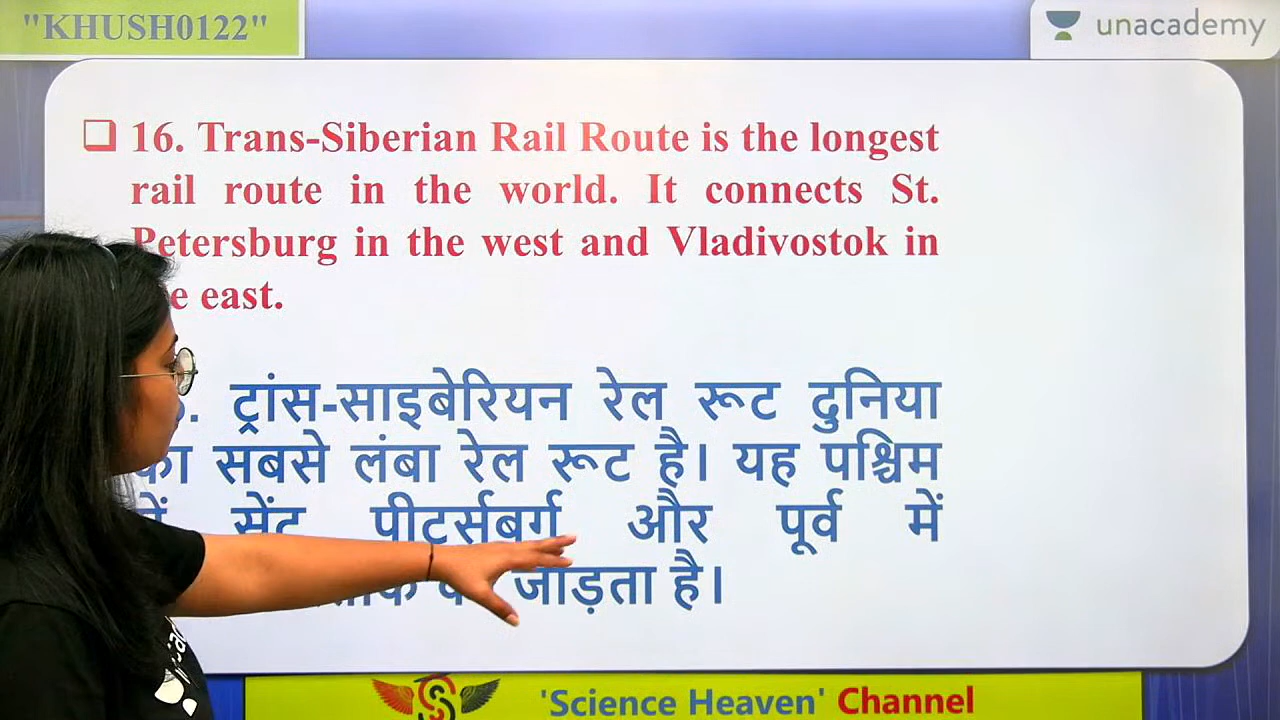 "KHUSH0122"
unacademy
16. Trans-Siberian Rail Route is the longest
rail route in the world. It connects St.
Petersburg in the west and Vladivostok in
east.
ट्रांस-साइबेरियन रेल रूट दुनिया
का सबसे लंबा रेल रूट है। यह पश्चिम
सेंट पीटर्सबर्ग और पूर्व में
जोड़ता है।
'Science Heaven' Channel